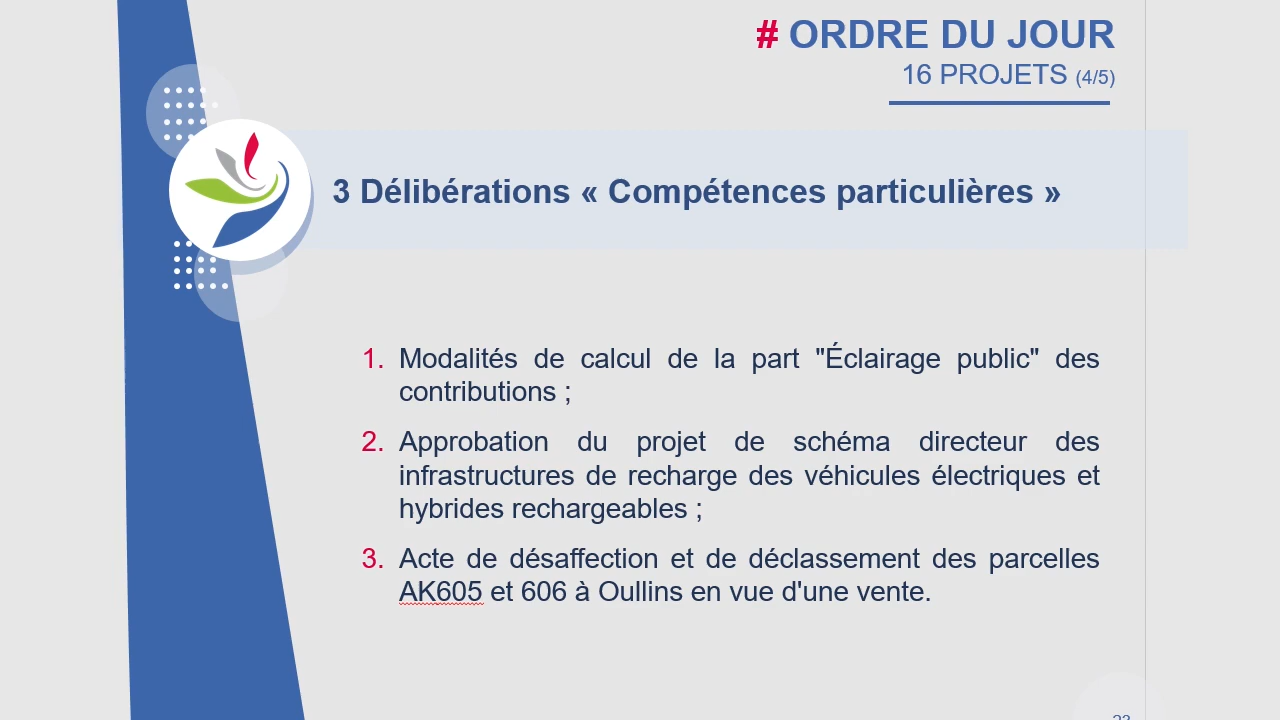 # ORDRE DU JOUR
16 PROJETS (4/5)
3 Délibérations « Compétences particulières »
1. Modalités de calcul de la part "Éclairage public" des
contributions ;
2. Approbation du projet de schéma directeur des
infrastructures de recharge des véhicules électriques et
hybrides rechargeables ;
3. Acte de désaffection et de déclassement des parcelles
AK605 et 606 à Oullins en vue d'une vente.